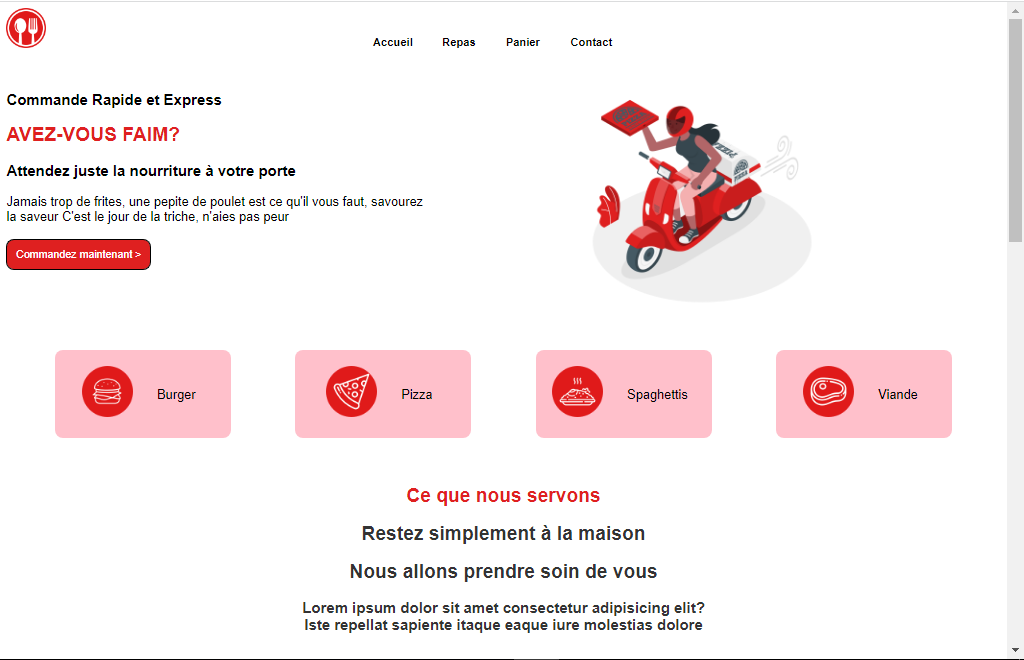 Accueil Repas Panier Contact
Commande Rapide et Express
AVEZ-VOUS FAIM?
Attendez juste la nourriture à votre porte
Jamais trop de frites, une pepite de poulet est ce qu'il vous faut, savourez
la saveur C'est le jour de la triche, n'aies pas peur
Commandez maintenant >
Burger Pizza Spaghettis Viande
Ce que nous servons
Restez simplement à la maison
Nous allons prendre soin de vous
Lorem ipsum dolor sit amet consectetur adipisicing elit?
Iste repellat sapiente itaque eaque iure molestias dolore